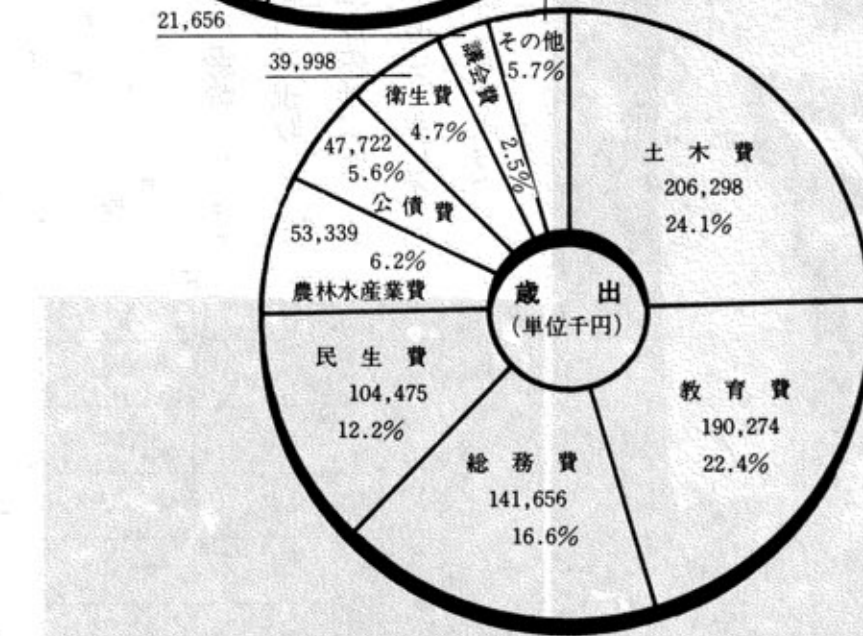 21,656
39,998
議会費
2.5%
その他
5.7%
衛生費
4.7%
47,722
5.6%
公債費
53,339
6.2%
農林水産業費
民生費
104,475
12.2%
総務費
141,656
16.6%
教育費
190,274
22.4%
土木費
206,298
24.1%
歳出
(単位千円)